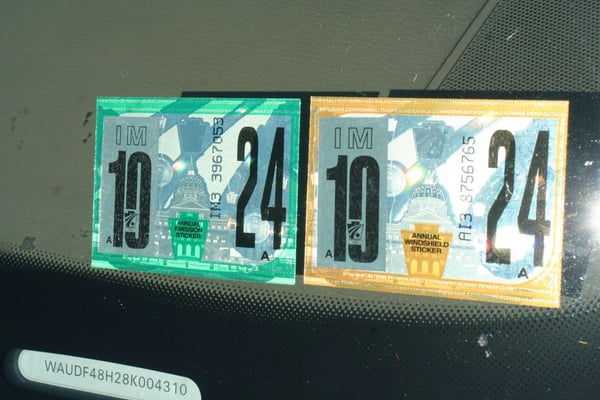 IM
10
24
IM3 3967053
ANNUAL
EMISSION
STICKER
A
A
IM
10
24
AI3 8756765
ANNUAL
WINDSHIELD
STICKER
A
A
WAUDF48H28K004310